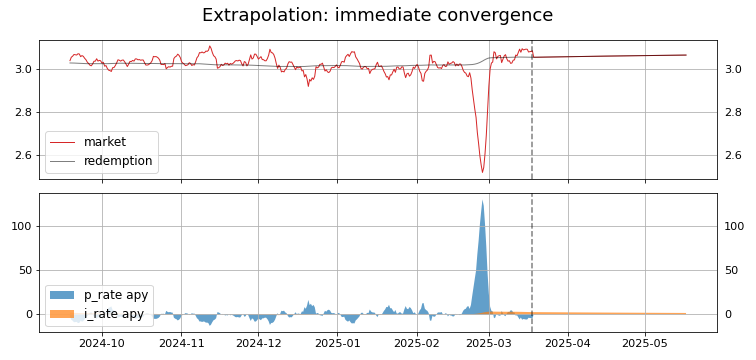 Extrapolation: immediate convergence
3.0 3.0
2.8 2.8
2.6 2.6
market
redemption
100 100
50 50
0 0
p_rate apy
i_rate apy
2024-10 2024-11 2024-12 2025-01 2025-02 2025-03 2025-04 2025-05